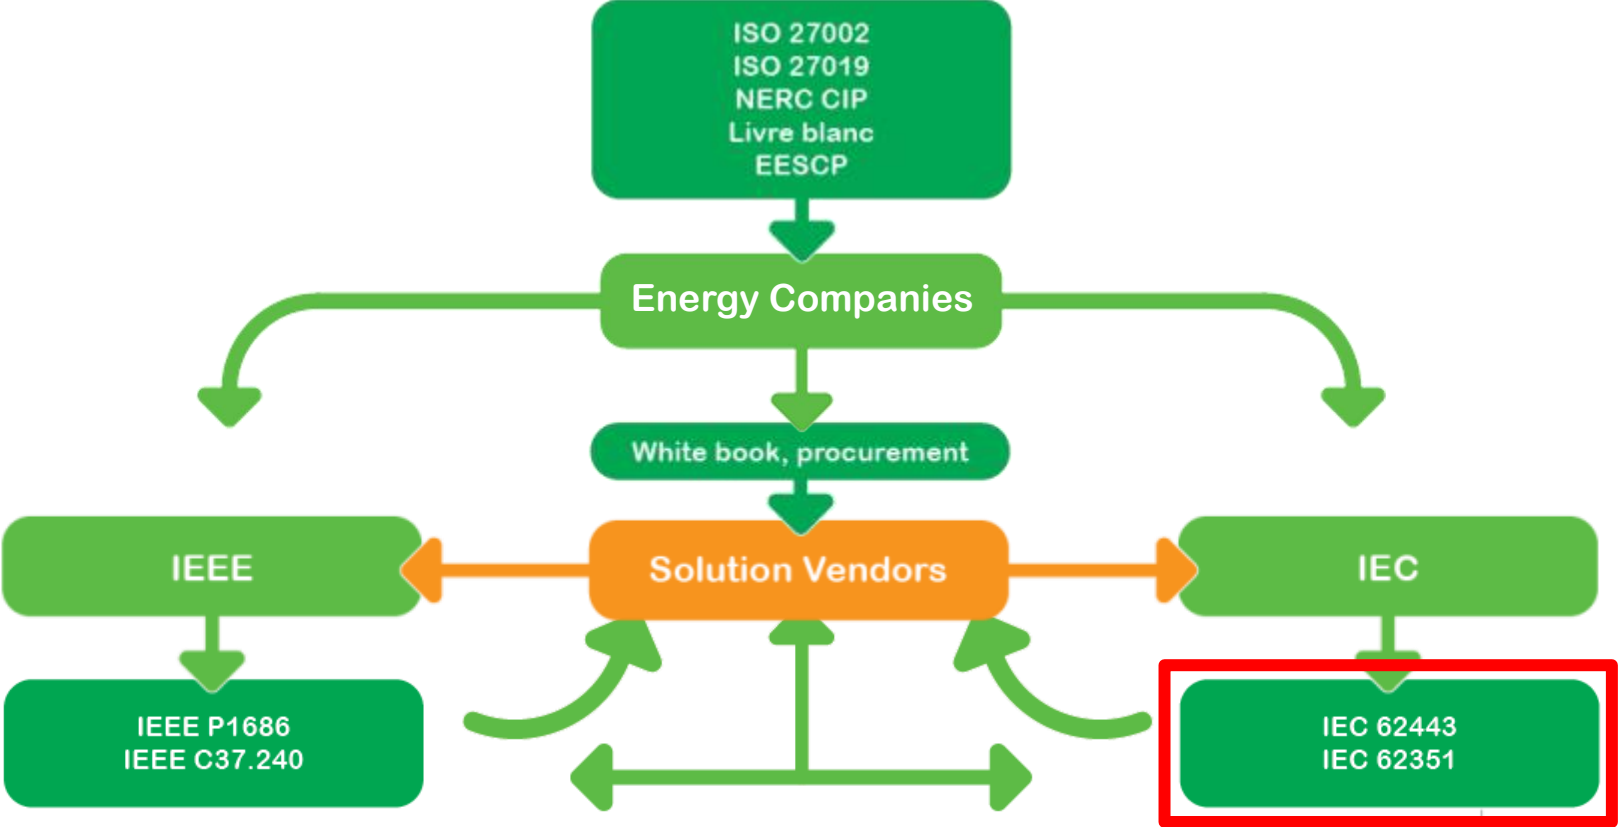 ISO 27002
ISO 27019
NERC CIP
Livre blanc
EESCP
Energy Companies
White book, procurement
IEEE
Solution Vendors
IEC
IEEE P1686
IEEE C37.240
IEC 62443
IEC 62351